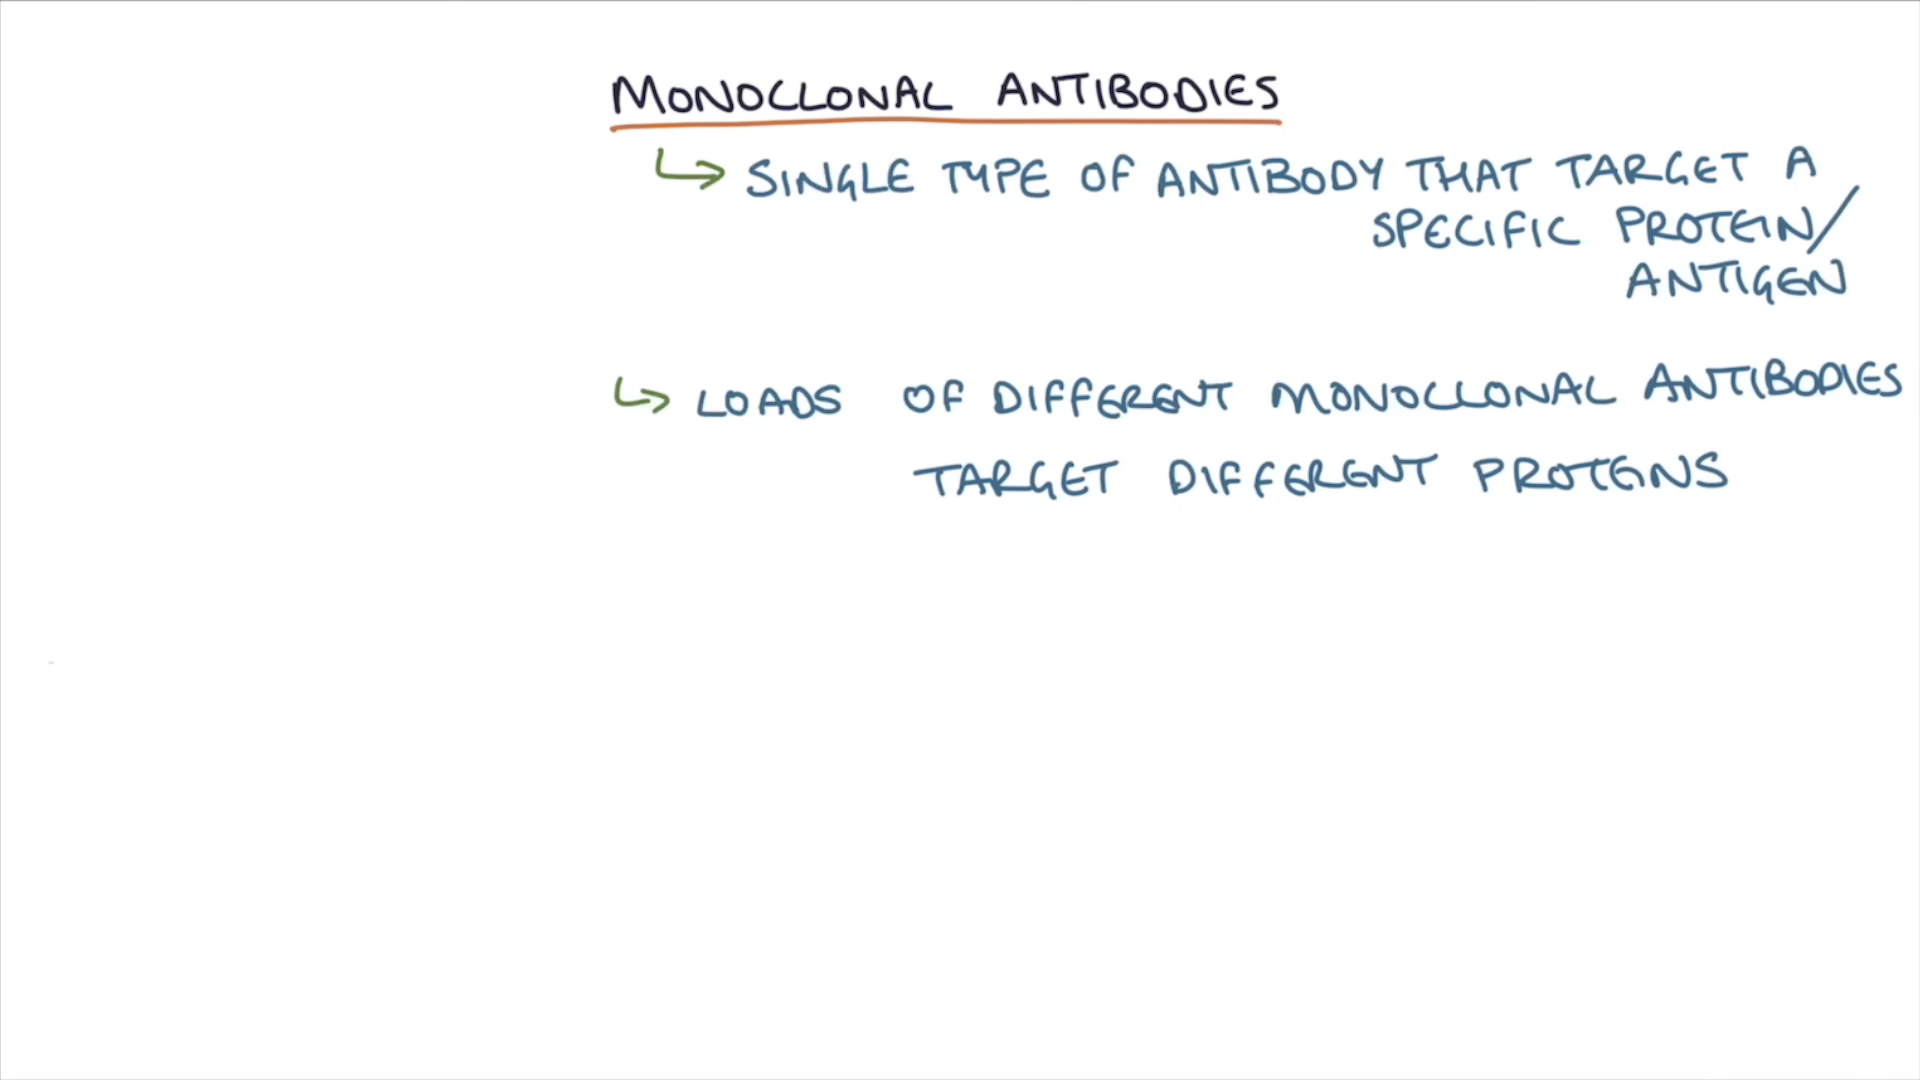 MONOCLONAL ANTIBODIES
SINGLE TYPE OF ANTIBODY THAT TARGET A
SPECIFIC PROTEIN/
ANTIGEN
LOADS OF DIFFERENT MONOCLONAL ANTIBODIES
TARGET DIFFERENT PROTEINS